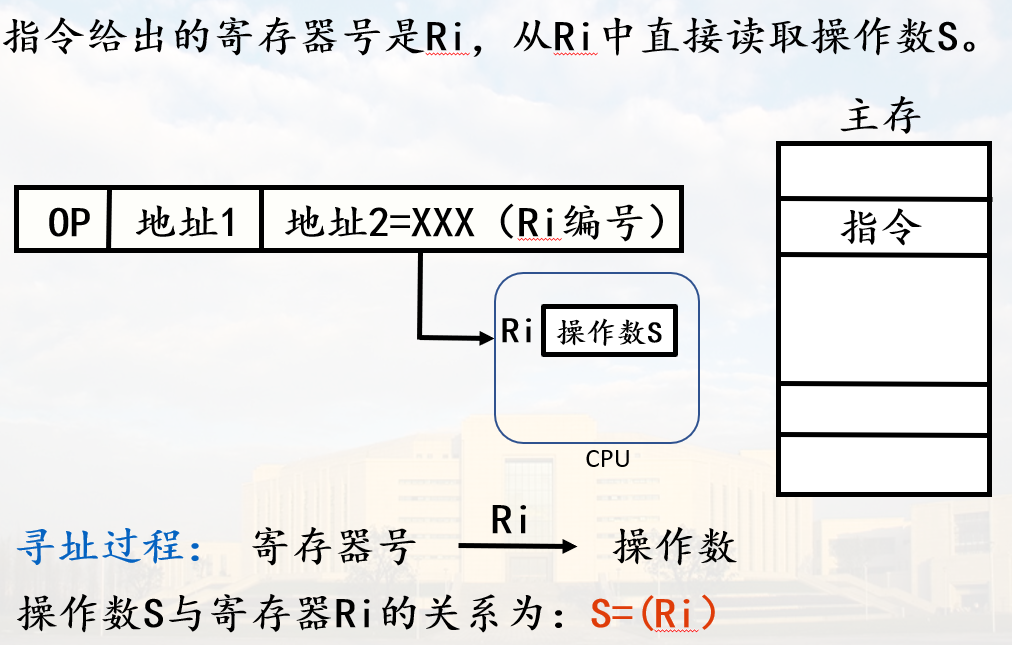 指令给出的寄存器号是Ri，从Ri中直接读取操作数S。
主存
OP 地址1 地址2=XXX（Ri编号）
指令
Ri 操作数S
CPU
Ri
寻址过程： 寄存器号 操作数
操作数S与寄存器Ri的关系为：S=(Ri)